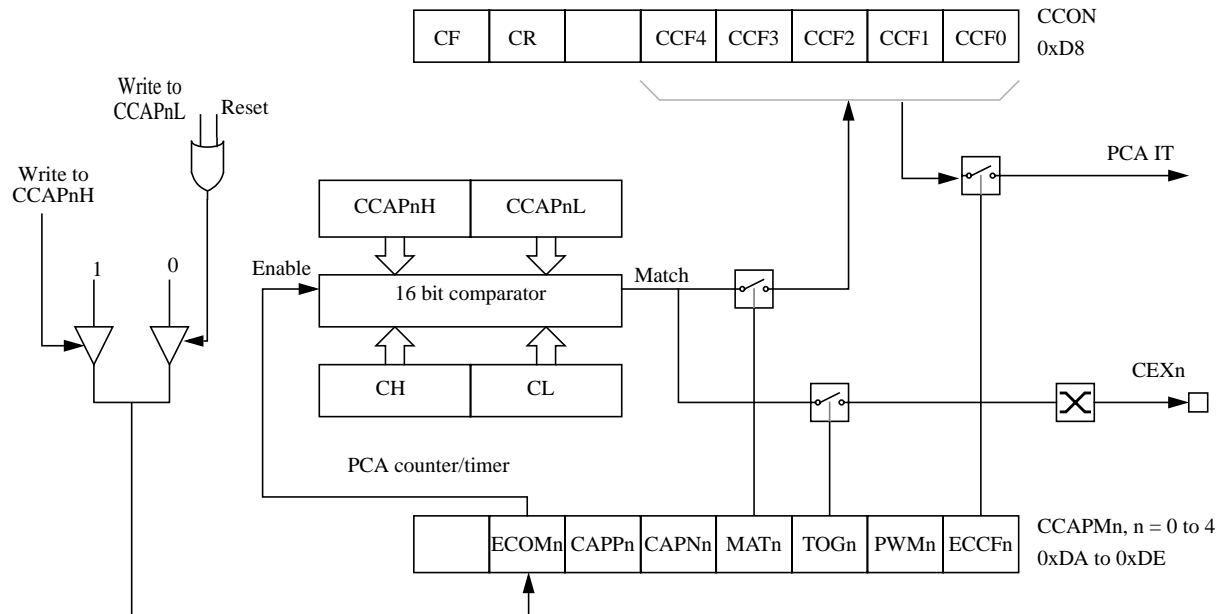 CF CR CCF4 CCF3 CCF2 CCF1 CCF0
CCON
0xD8
Write to
CCAPnL
Reset
Write to
CCAPnH
PCA IT
CCAPnH CCAPnL
1 0
Enable
16 bit comparator
Match
CH CL
CEXn
PCA counter/timer
ECOMn CAPPn CAPNn MATn TOGn PWMn ECCFn
CCAPMn, n = 0 to 4
0xDA to 0xDE